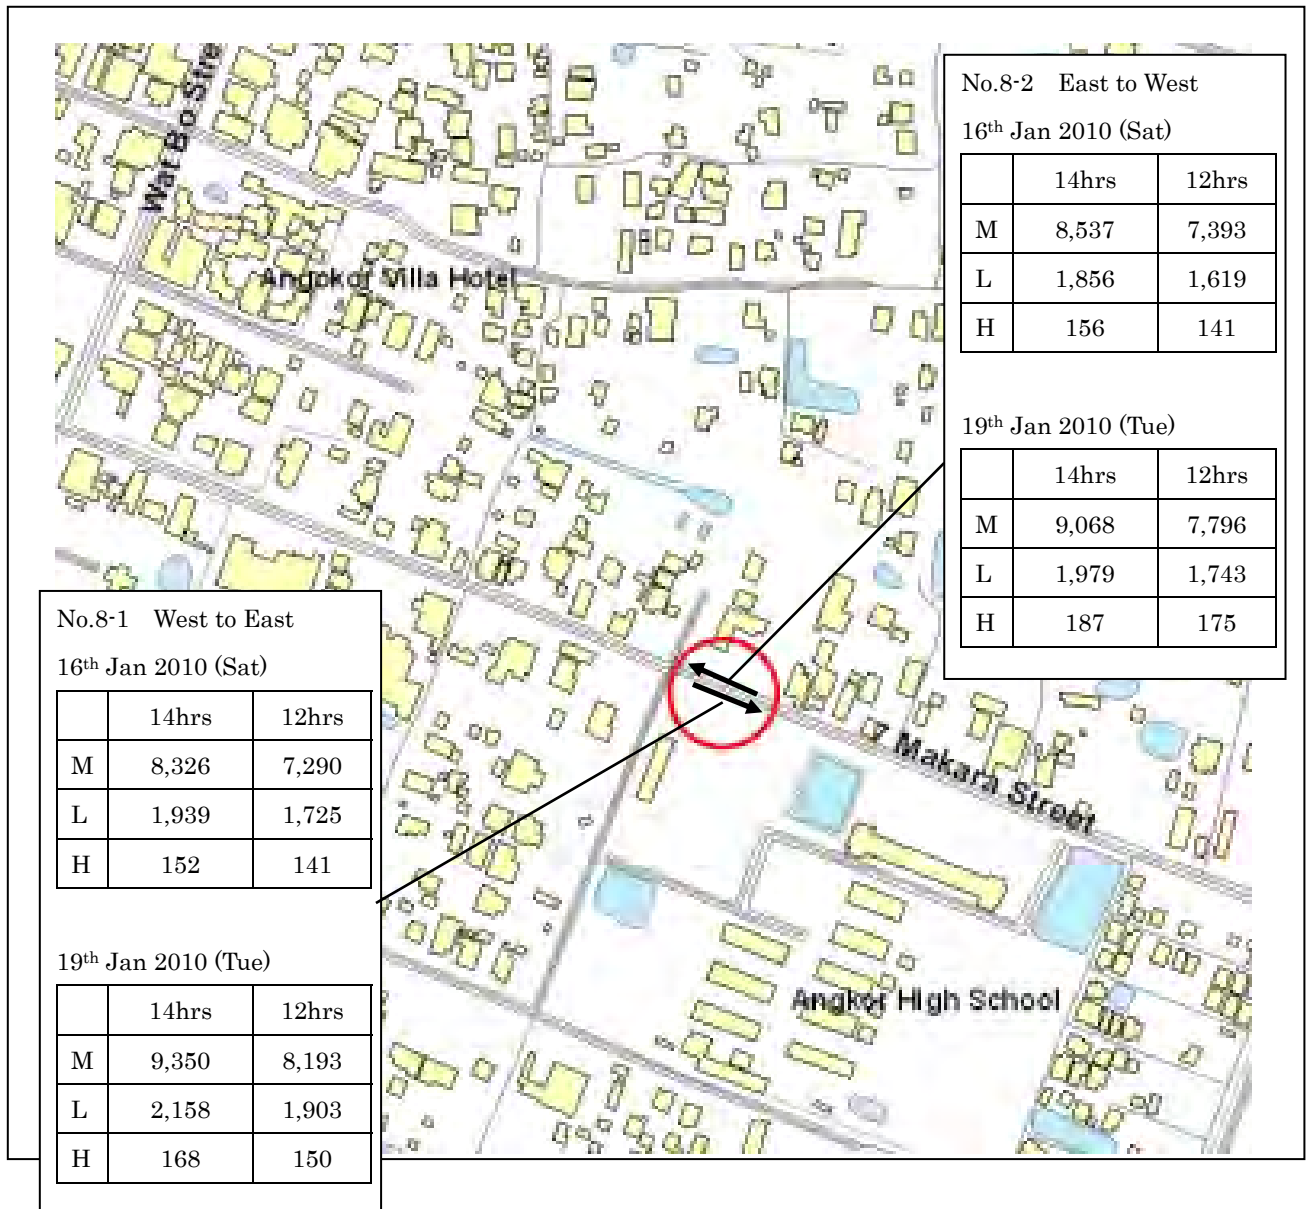 Wat Bo Stre
Angokor Villa Hotel
No.8-2 East to West
16th Jan 2010 (Sat)
14hrs 12hrs
M 8,537 7,393
L 1,856 1,619
H 156 141
19th Jan 2010 (Tue)
14hrs 12hrs
M 9,068 7,796
L 1,979 1,743
H 187 175
No.8-1 West to East
16th Jan 2010 (Sat)
14hrs 12hrs
M 8,326 7,290
L 1,939 1,725
H 152 141
19th Jan 2010 (Tue)
14hrs 12hrs
M 9,350 8,193
L 2,158 1,903
H 168 150
7 Makara Street
Angkor High School